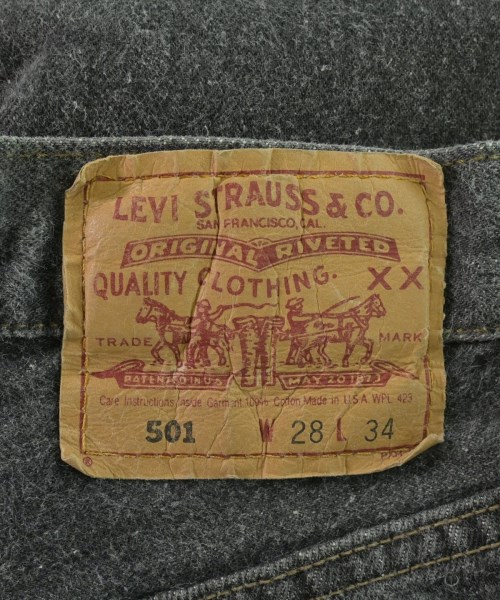 LEVI STRAUSS & CO.
SAN FRANCISCO, CAL.
ORIGINAL RIVETED
QUALITY CLOTHING. XX
TRADE MARK
PATENTED IN U.S. MAY 20 1873
Care Instructions Inside Garment 100% Cotton Made in U.S.A. WPL 423
501 W 28 L 34
®